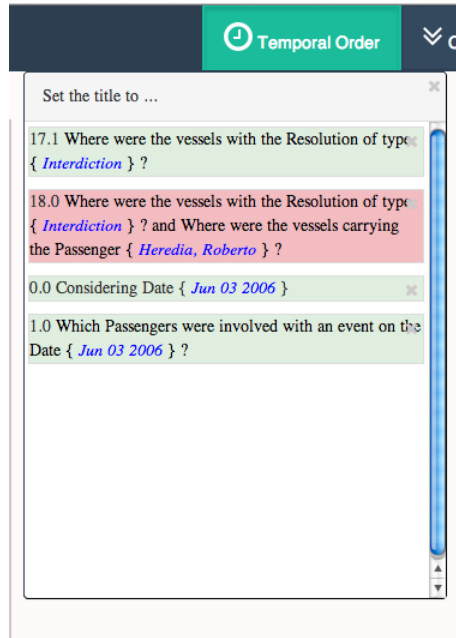 Temporal Order
Set the title to ...
17.1 Where were the vessels with the Resolution of type
{ Interdiction } ?
18.0 Where were the vessels with the Resolution of type
{ Interdiction } ? and Where were the vessels carrying
the Passenger { Heredia, Roberto } ?
0.0 Considering Date { Jun 03 2006 }
1.0 Which Passengers were involved with an event on the
Date { Jun 03 2006 } ?